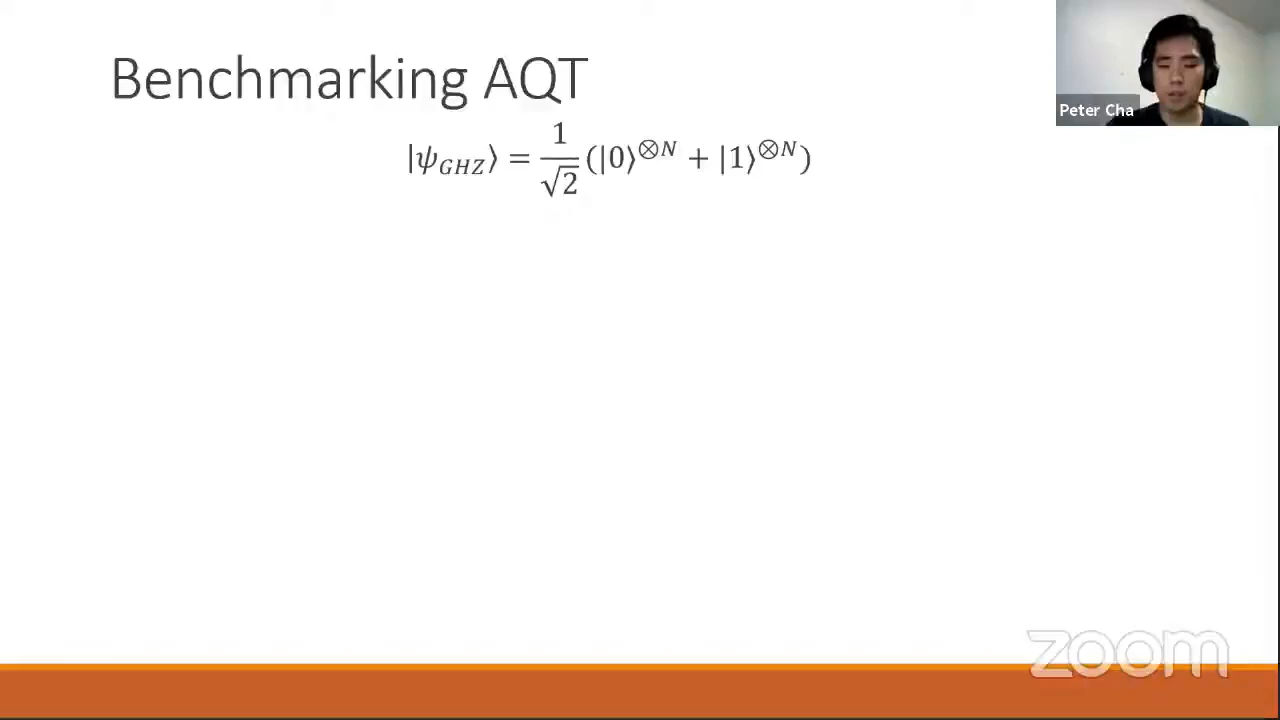 Benchmarking AQT
|ψ_GHZ⟩ = 1/√2 (|0⟩^⊗N + |1⟩^⊗N)
Peter Cha
zoom